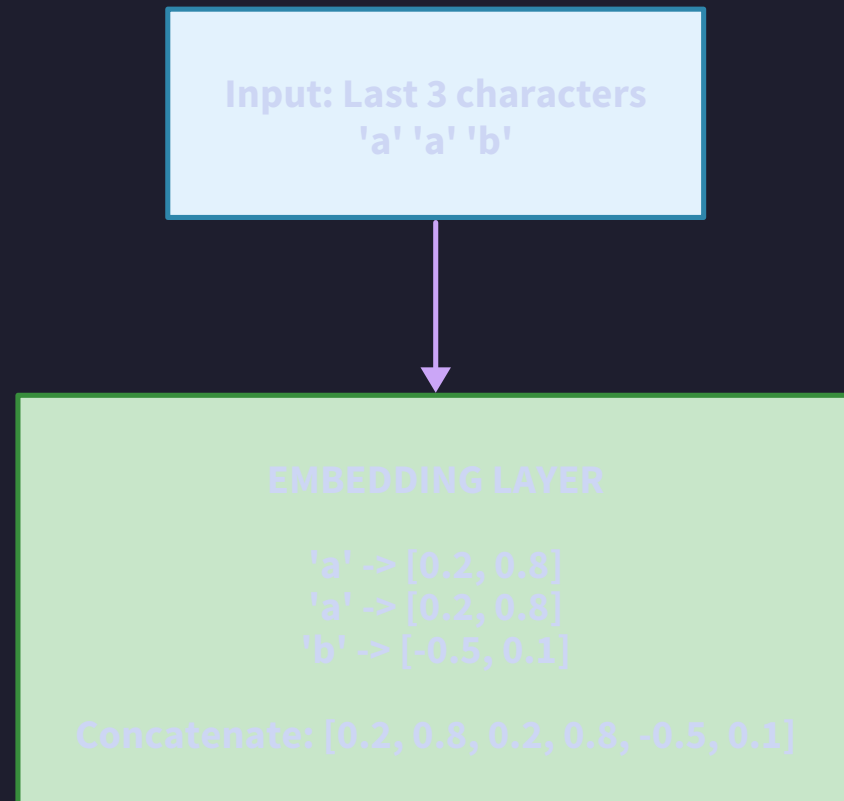 Input: Last 3 characters
'a' 'a' 'b'
EMBEDDING LAYER
'a' -> [0.2, 0.8]
'a' -> [0.2, 0.8]
'b' -> [-0.5, 0.1]
Concatenate: [0.2, 0.8, 0.2, 0.8, -0.5, 0.1]